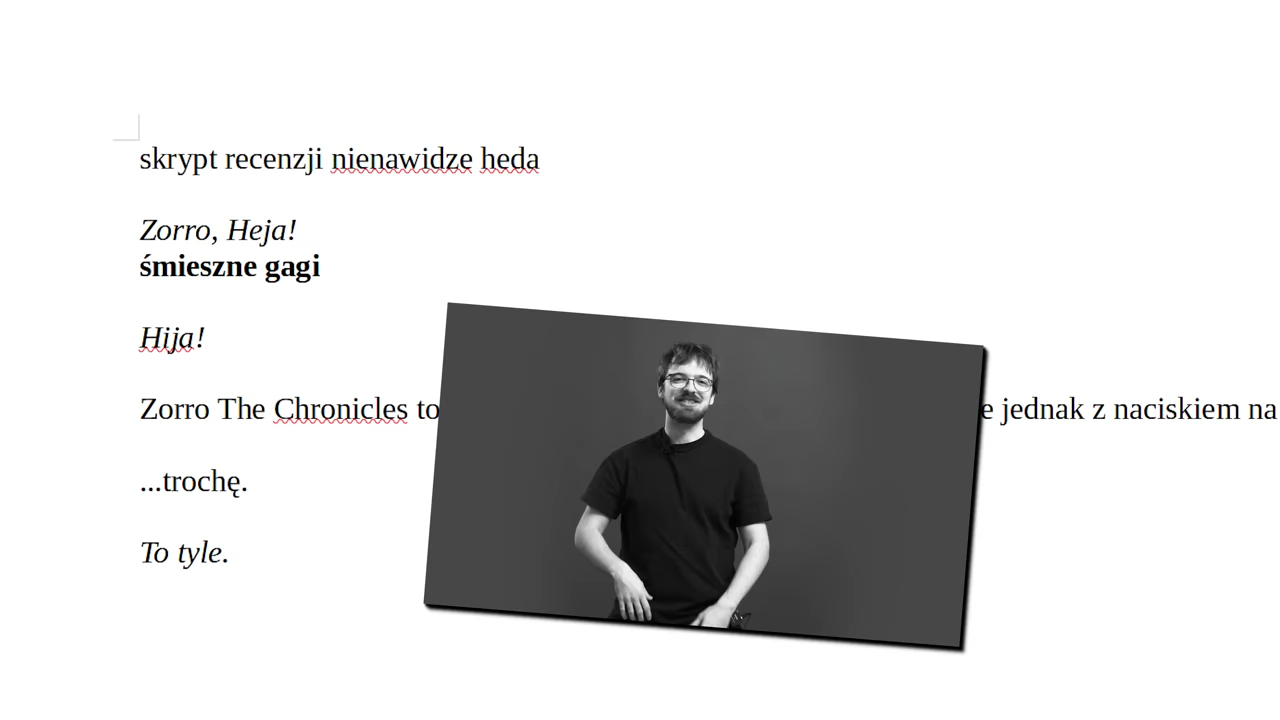 skrypt recenzji nienawidze heda
Zorro, Heja!
śmieszne gagi
Hija!
Zorro The Chronicles to e jednak z naciskiem na
...trochę.
To tyle.